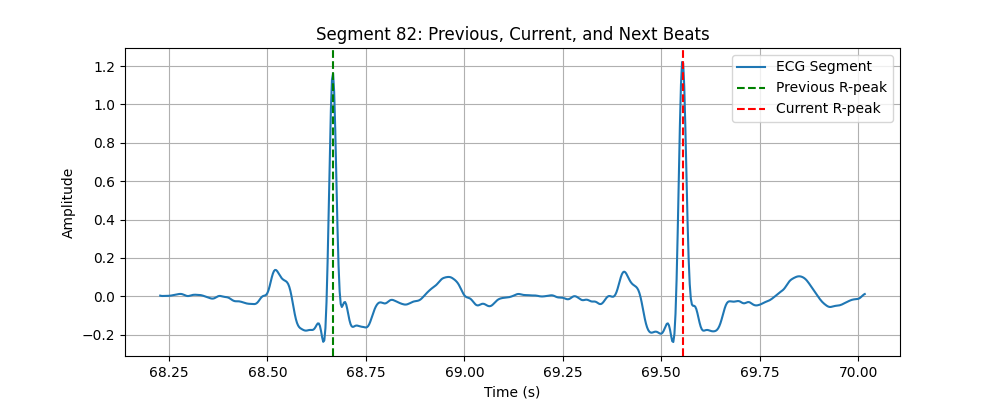 Segment 82: Previous, Current, and Next Beats
ECG Segment
Previous R-peak
Current R-peak
Amplitude
1.2
1.0
0.8
0.6
0.4
0.2
0.0
−0.2
68.25 68.50 68.75 69.00 69.25 69.50 69.75 70.00
Time (s)